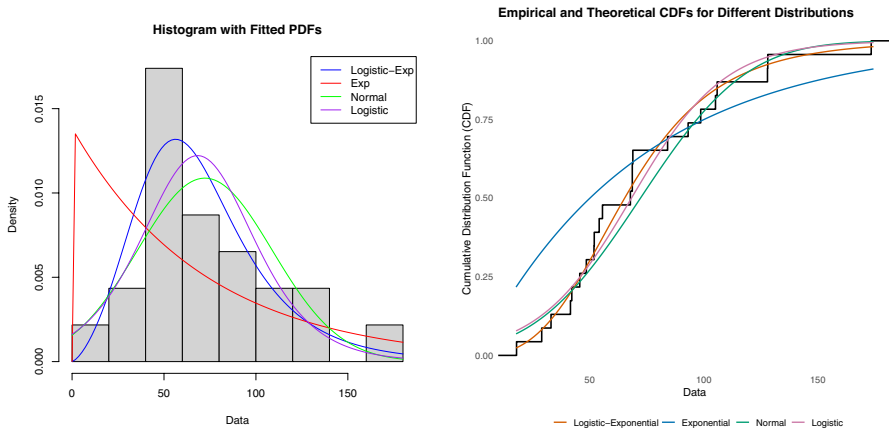 Histogram with Fitted PDFs
Logistic−Exp
Exp
Normal
Logistic
Density
0.000
0.005
0.010
0.015
0
50
100
150
Data
Empirical and Theoretical CDFs for Different Distributions
Cumulative Distribution Function (CDF)
1.00
0.75
0.50
0.25
0.00
50
100
150
Data
Logistic−Exponential Exponential Normal Logistic